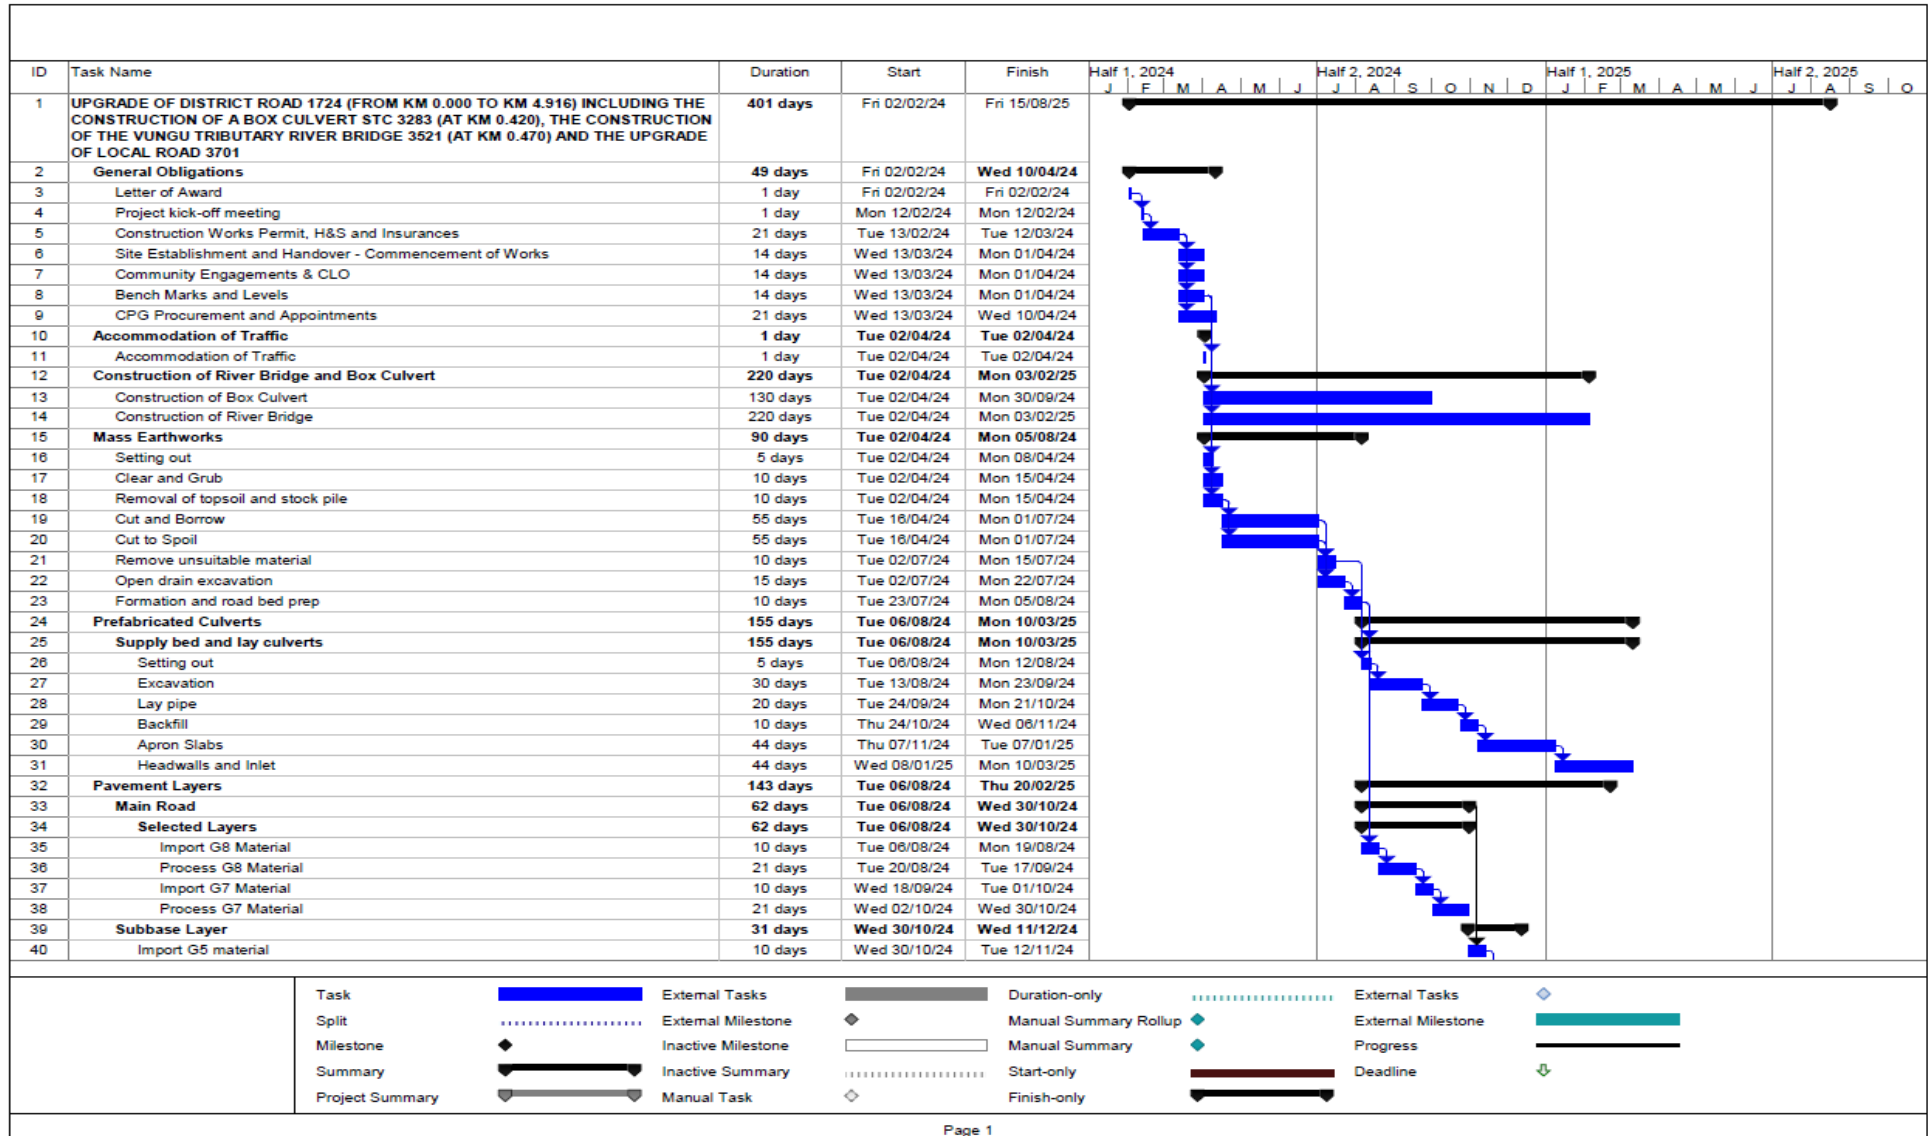 ID Task Name Duration Start Finish Half 1, 2024 Half 2, 2024 Half 1, 2025 Half 2, 2025
J F M A M J J A S O N D J F M A M J J A S O
1 UPGRADE OF DISTRICT ROAD 1724 (FROM KM 0.000 TO KM 4.916) INCLUDING THE 401 days Fri 02/02/24 Fri 15/08/25
CONSTRUCTION OF A BOX CULVERT STC 3283 (AT KM 0.420), THE CONSTRUCTION
OF THE VUNGU TRIBUTARY RIVER BRIDGE 3521 (AT KM 0.470) AND THE UPGRADE
OF LOCAL ROAD 3701
2 General Obligations 49 days Fri 02/02/24 Wed 10/04/24
3 Letter of Award 1 day Fri 02/02/24 Fri 02/02/24
4 Project kick-off meeting 1 day Mon 12/02/24 Mon 12/02/24
5 Construction Works Permit, H&S and Insurances 21 days Tue 13/02/24 Tue 12/03/24
6 Site Establishment and Handover - Commencement of Works 14 days Wed 13/03/24 Mon 01/04/24
7 Community Engagements & CLO 14 days Wed 13/03/24 Mon 01/04/24
8 Bench Marks and Levels 14 days Wed 13/03/24 Mon 01/04/24
9 CPG Procurement and Appointments 21 days Wed 13/03/24 Wed 10/04/24
10 Accommodation of Traffic 1 day Tue 02/04/24 Tue 02/04/24
11 Accommodation of Traffic 1 day Tue 02/04/24 Tue 02/04/24
12 Construction of River Bridge and Box Culvert 220 days Tue 02/04/24 Mon 03/02/25
13 Construction of Box Culvert 130 days Tue 02/04/24 Mon 30/09/24
14 Construction of River Bridge 220 days Tue 02/04/24 Mon 03/02/25
15 Mass Earthworks 90 days Tue 02/04/24 Mon 05/08/24
16 Setting out 5 days Tue 02/04/24 Mon 08/04/24
17 Clear and Grub 10 days Tue 02/04/24 Mon 15/04/24
18 Removal of topsoil and stock pile 10 days Tue 02/04/24 Mon 15/04/24
19 Cut and Borrow 55 days Tue 16/04/24 Mon 01/07/24
20 Cut to Spoil 55 days Tue 16/04/24 Mon 01/07/24
21 Remove unsuitable material 10 days Tue 02/07/24 Mon 15/07/24
22 Open drain excavation 15 days Tue 02/07/24 Mon 22/07/24
23 Formation and road bed prep 10 days Tue 23/07/24 Mon 05/08/24
24 Prefabricated Culverts 155 days Tue 06/08/24 Mon 10/03/25
25 Supply bed and lay culverts 155 days Tue 06/08/24 Mon 10/03/25
26 Setting out 5 days Tue 06/08/24 Mon 12/08/24
27 Excavation 30 days Tue 13/08/24 Mon 23/09/24
28 Lay pipe 20 days Tue 24/09/24 Mon 21/10/24
29 Backfill 10 days Thu 24/10/24 Wed 06/11/24
30 Apron Slabs 44 days Thu 07/11/24 Tue 07/01/25
31 Headwalls and Inlet 44 days Wed 08/01/25 Mon 10/03/25
32 Pavement Layers 143 days Tue 06/08/24 Thu 20/02/25
33 Main Road 62 days Tue 06/08/24 Wed 30/10/24
34 Selected Layers 62 days Tue 06/08/24 Wed 30/10/24
35 Import G8 Material 10 days Tue 06/08/24 Mon 19/08/24
36 Process G8 Material 21 days Tue 20/08/24 Tue 17/09/24
37 Import G7 Material 10 days Wed 18/09/24 Tue 01/10/24
38 Process G7 Material 21 days Wed 02/10/24 Wed 30/10/24
39 Subbase Layer 31 days Wed 30/10/24 Wed 11/12/24
40 Import G5 material 10 days Wed 30/10/24 Tue 12/11/24
Task External Tasks Duration-only External Tasks
Split External Milestone Manual Summary Rollup External Milestone
Milestone Inactive Milestone Manual Summary Progress
Summary Inactive Summary Start-only Deadline
Project Summary Manual Task Finish-only
Page 1